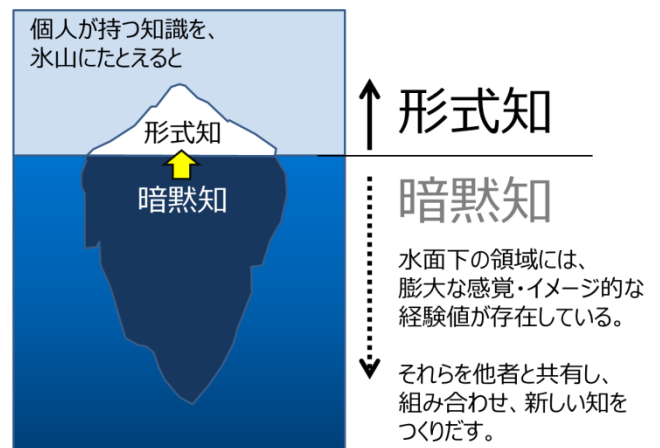 個人が持つ知識を、
氷山にたとえると
形式知
暗黙知
形式知
暗黙知
水面下の領域には、
膨大な感覚・イメージ的な
経験値が存在している。
それらを他者と共有し、
組み合わせ、新しい知を
つくりだす。